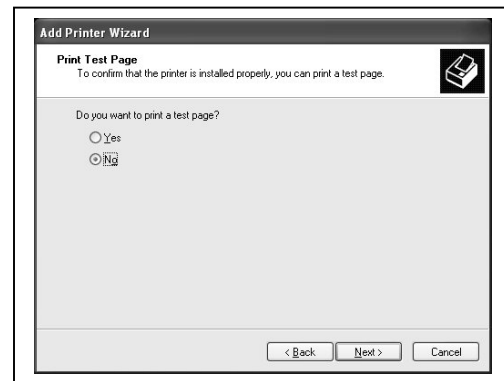 Add Printer Wizard
Print Test Page
To confirm that the printer is installed properly, you can print a test page.
Do you want to print a test page?
Yes
No
< Back
Next >
Cancel